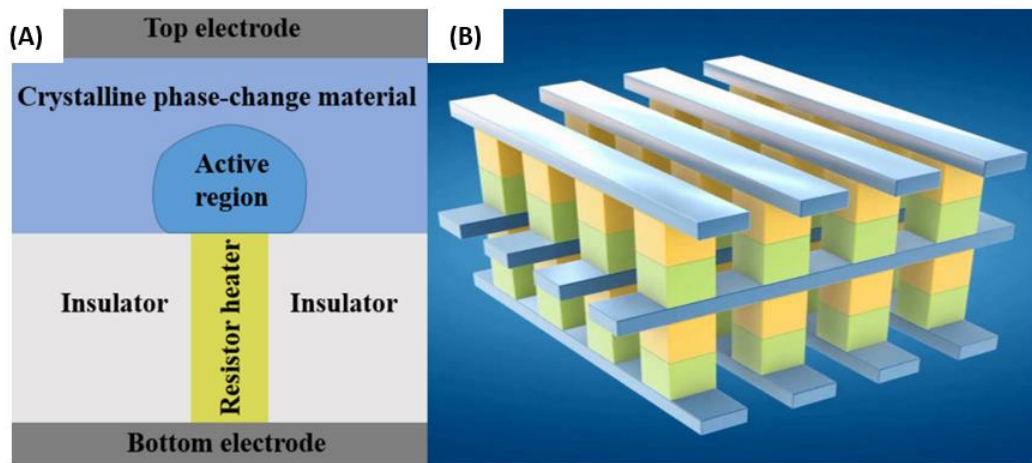 (A)
Top electrode
Crystalline phase-change material
Active
region
Insulator
Resistor heater
Insulator
Bottom electrode
(B)